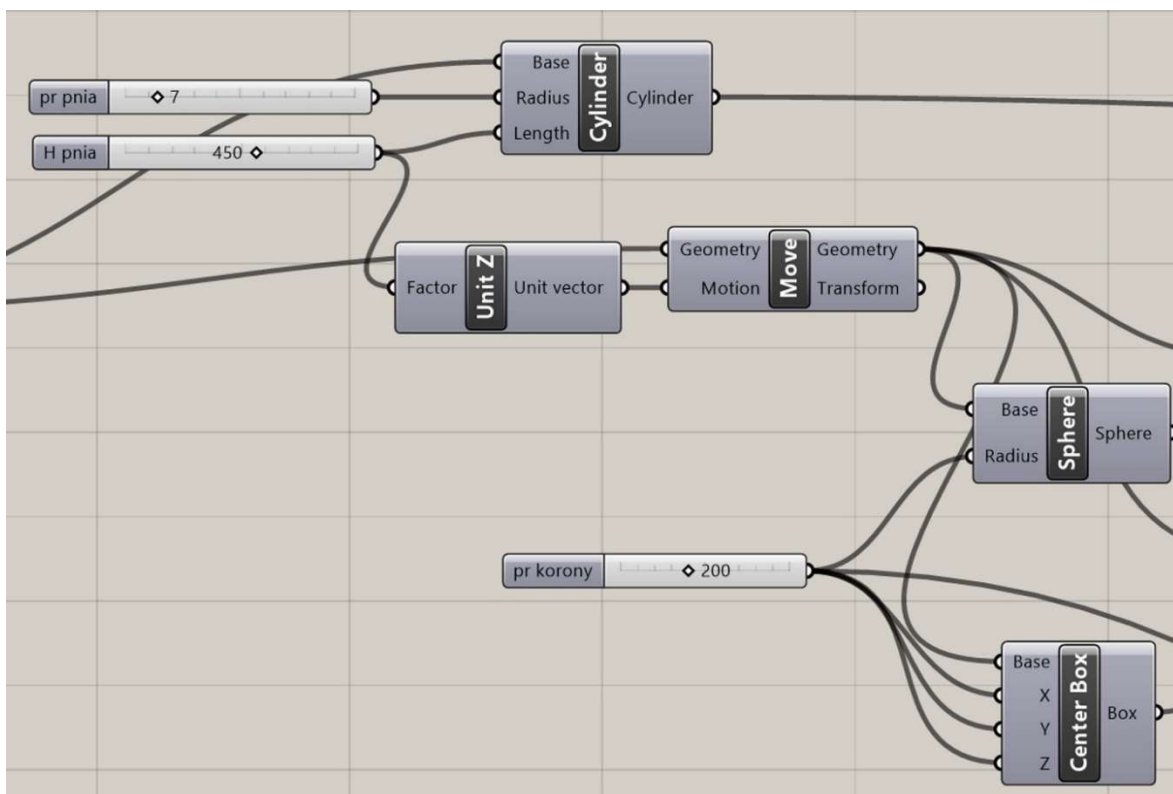 pr pnia
7
H pnia
450
Base
Radius
Length
Cylinder
Cylinder
Factor
Unit Z
Unit vector
Geometry
Motion
Move
Geometry
Transform
Base
Radius
Sphere
Sphere
pr korony
200
Base
X
Y
Z
Center Box
Box